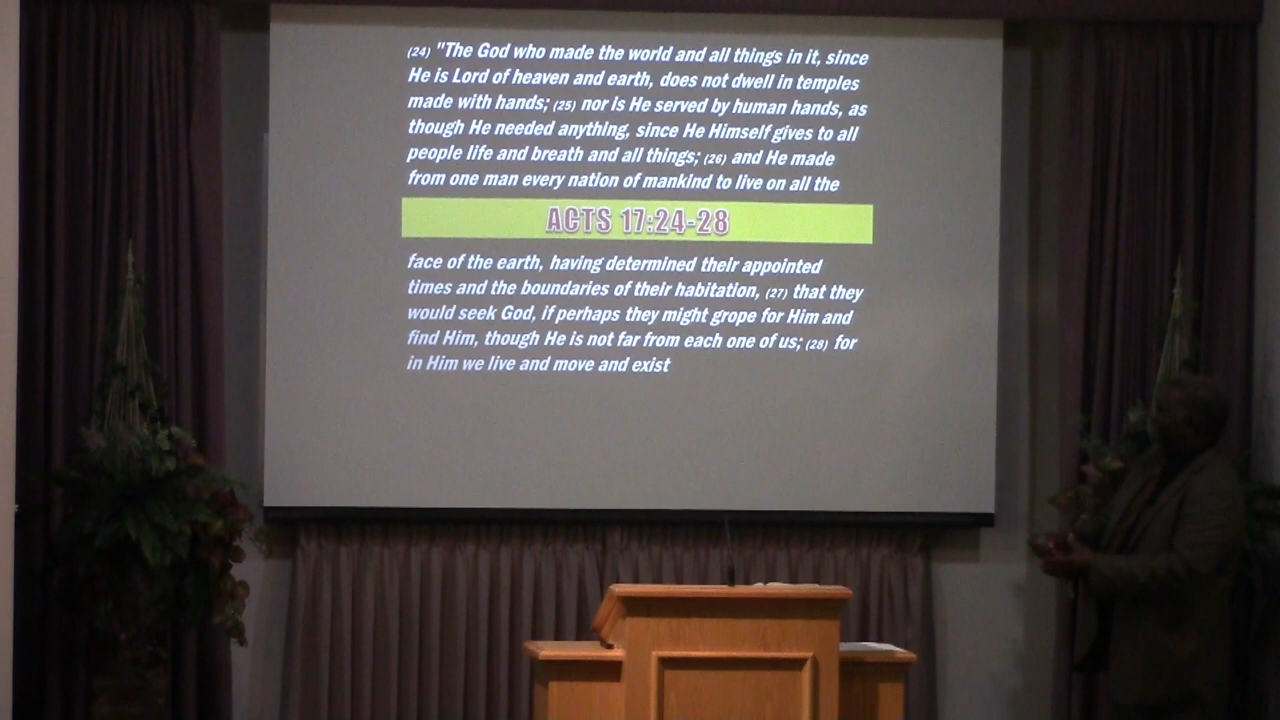 (24) "The God who made the world and all things in it, since
He is Lord of heaven and earth, does not dwell in temples
made with hands; (25) nor is He served by human hands, as
though He needed anything, since He Himself gives to all
people life and breath and all things; (26) and He made
from one man every nation of mankind to live on all the
ACTS 17:24-28
face of the earth, having determined their appointed
times and the boundaries of their habitation, (27) that they
would seek God, if perhaps they might grope for Him and
find Him, though He is not far from each one of us; (28) for
in Him we live and move and exist